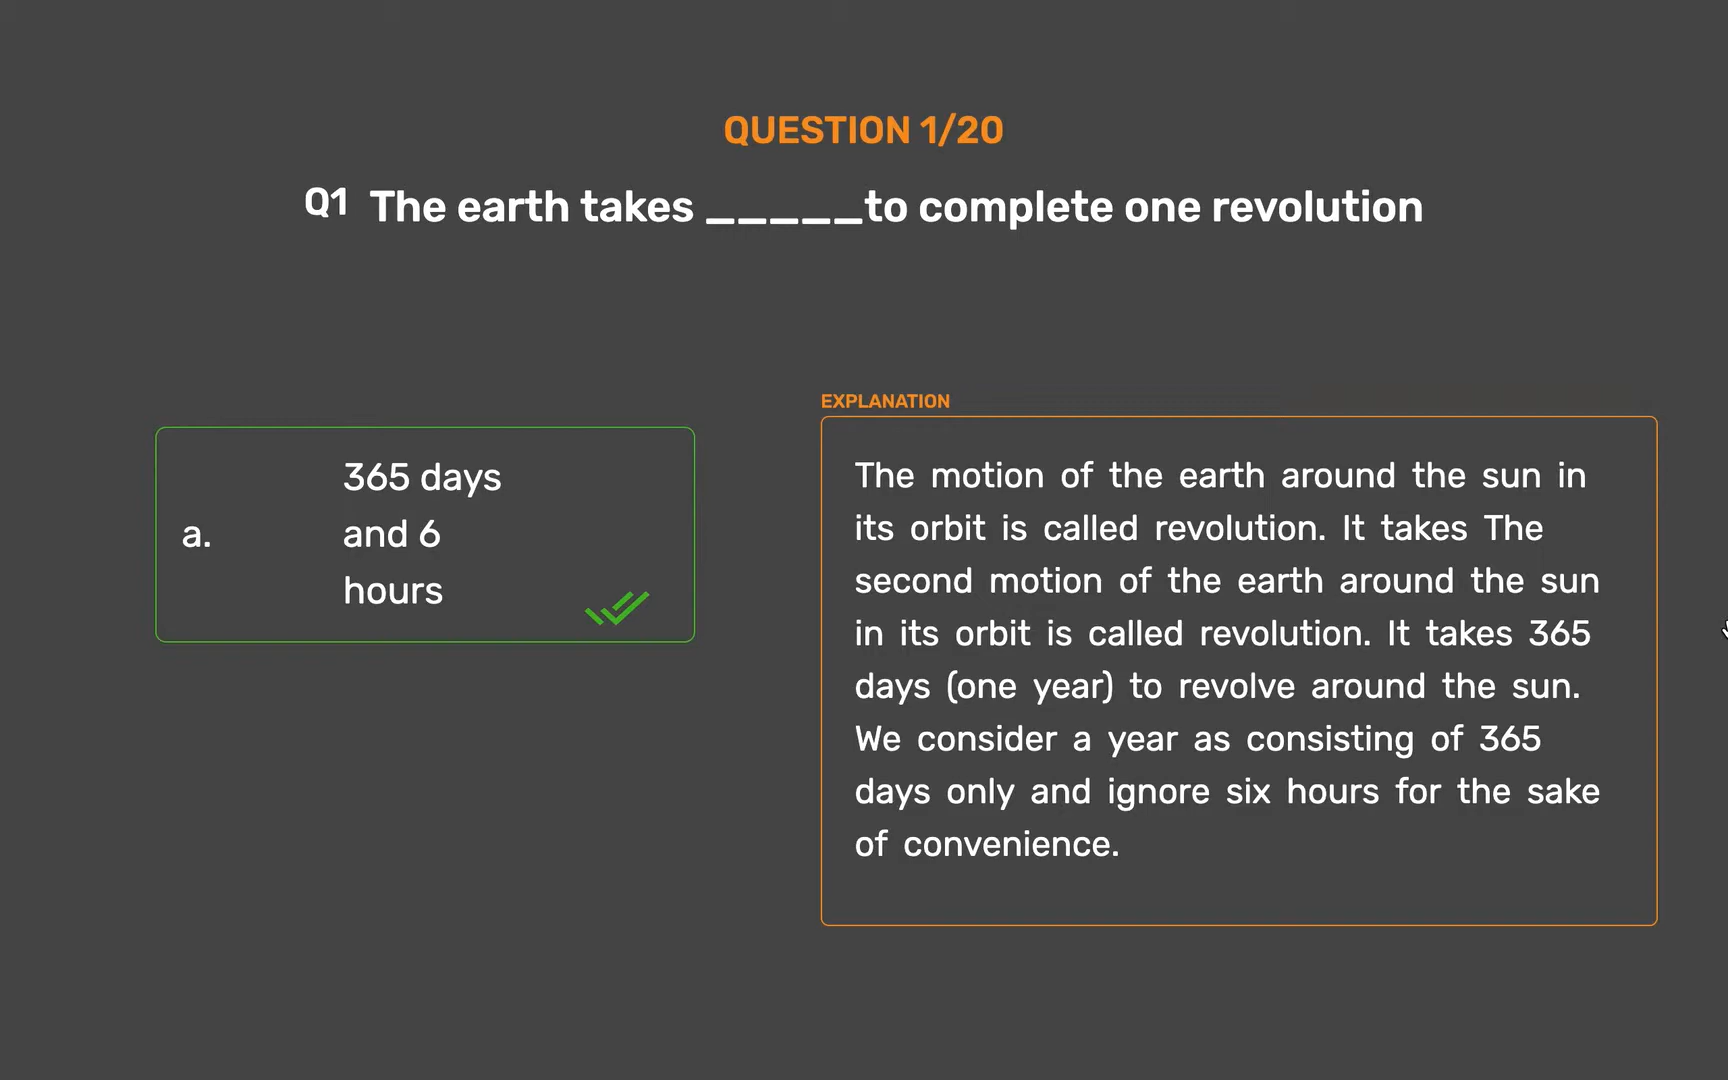 QUESTION 1/20
Q1 The earth takes _____to complete one revolution
a. 365 days
and 6
hours
EXPLANATION
The motion of the earth around the sun in
its orbit is called revolution. It takes The
second motion of the earth around the sun
in its orbit is called revolution. It takes 365
days (one year) to revolve around the sun.
We consider a year as consisting of 365
days only and ignore six hours for the sake
of convenience.